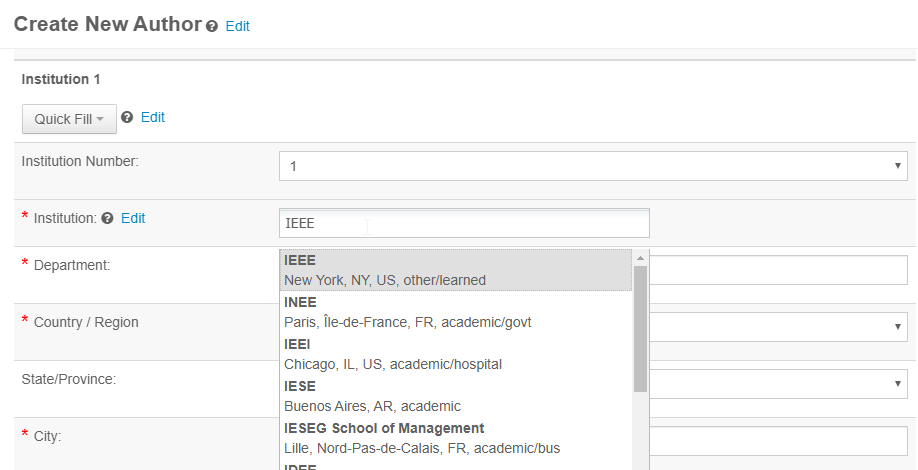 Create New Author ? Edit
Institution 1
Quick Fill ? Edit
Institution Number:
1
* Institution: ? Edit
IEEE
* Department:
IEEE
New York, NY, US, other/learned
INEE
* Country / Region
Paris, Île-de-France, FR, academic/govt
IEEI
Chicago, IL, US, academic/hospital
State/Province:
IESE
Buenos Aires, AR, academic
IESEG School of Management
* City:
Lille, Nord-Pas-de-Calais, FR, academic/bus